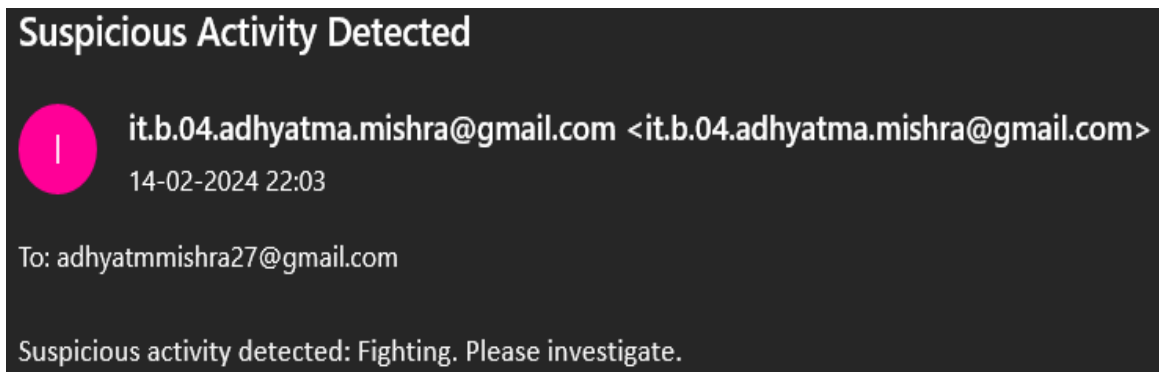 Suspicious Activity Detected
I
it.b.04.adhyatma.mishra@gmail.com <it.b.04.adhyatma.mishra@gmail.com>
14-02-2024 22:03
To: adhyatmmishra27@gmail.com
Suspicious activity detected: Fighting. Please investigate.